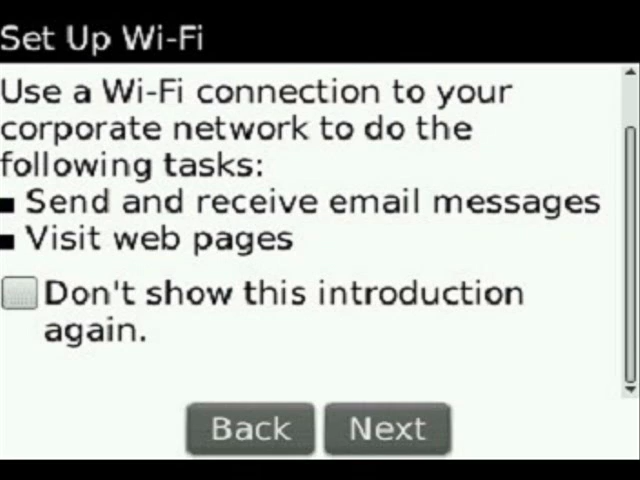 Set Up Wi-Fi
Use a Wi-Fi connection to your
corporate network to do the
following tasks:
▪ Send and receive email messages
▪ Visit web pages
Don't show this introduction
again.
Back Next